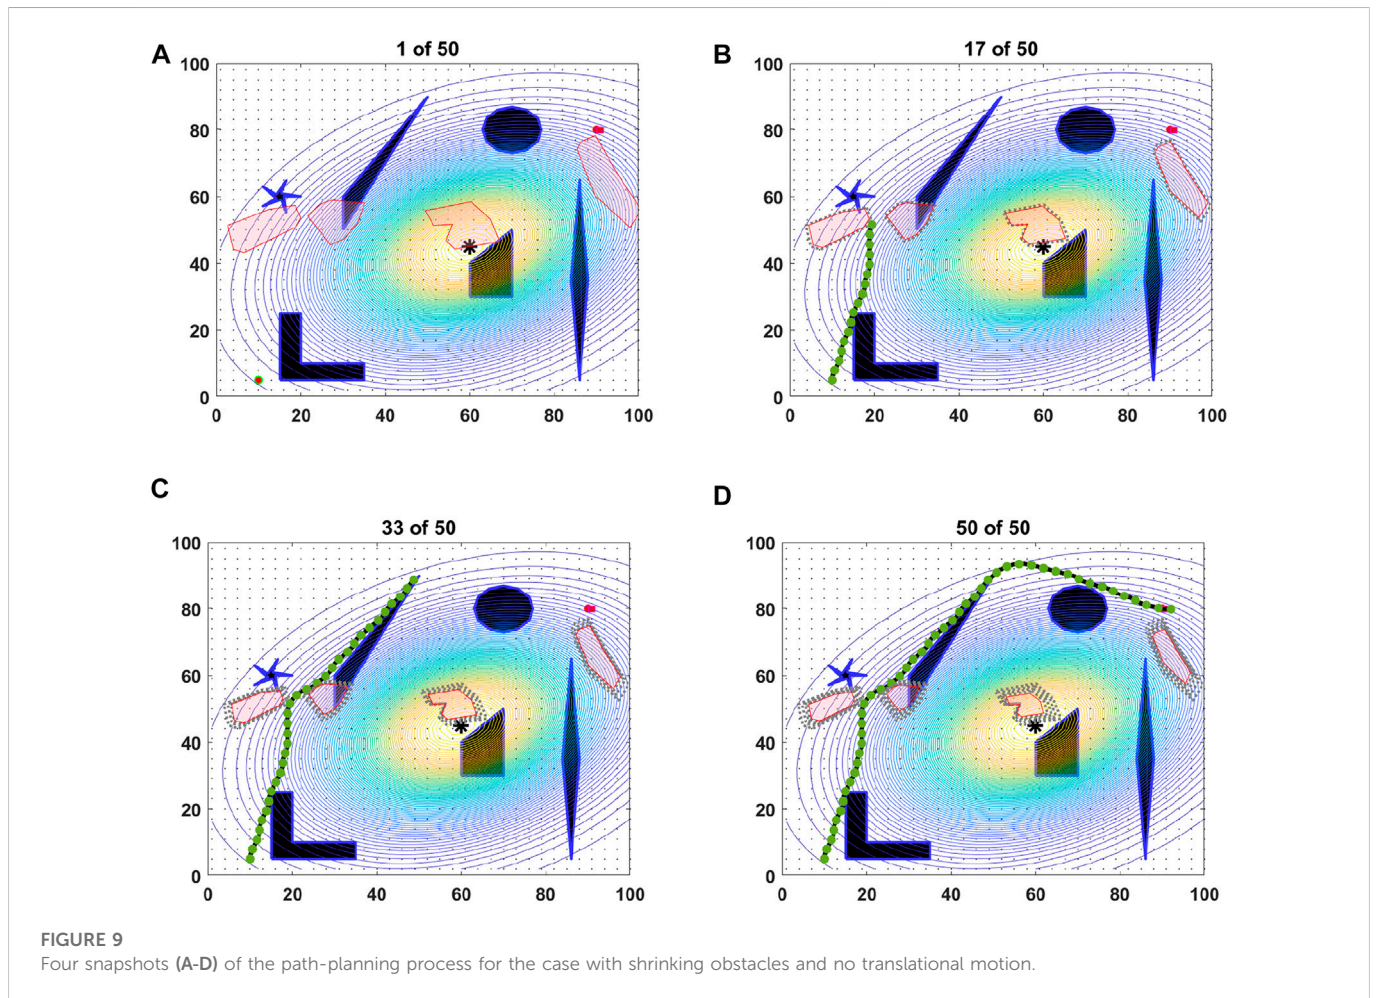 A
1 of 50
100
80
60
40
20
0
0 20 40 60 80 100
B
17 of 50
100
80
60
40
20
0
0 20 40 60 80 100
C
33 of 50
100
80
60
40
20
0
0 20 40 60 80 100
D
50 of 50
100
80
60
40
20
0
0 20 40 60 80 100
FIGURE 9
Four snapshots (A-D) of the path-planning process for the case with shrinking obstacles and no translational motion.